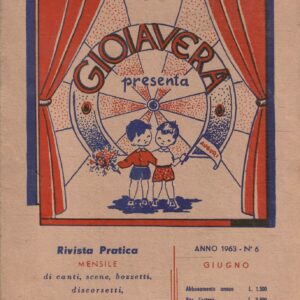 GIOIAVERA
presenta
Rivista Pratica
MENSILE
di canti, scene, bozzetti,
discorsetti,
ANNO 1963 - N° 6
GIUGNO
Abbonamento annuo L. 1.500